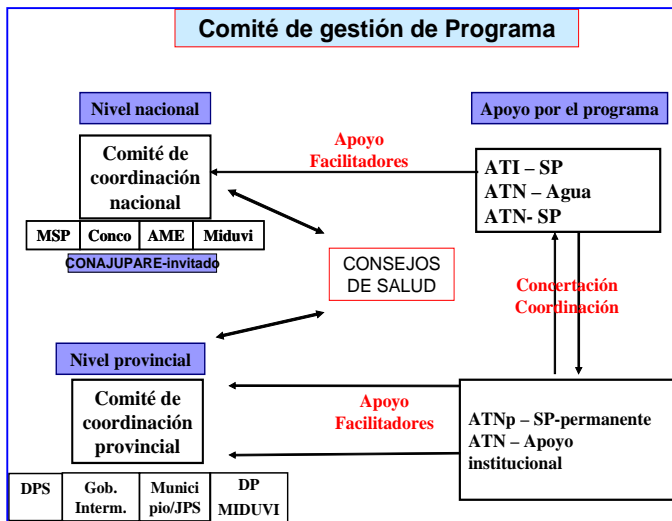 Comité de gestión de Programa
Nivel nacional
Apoyo por el programa
Comité de
coordinación
nacional
Apoyo
Facilitadores
ATI – SP
ATN – Agua
ATN- SP
MSP
Conco
AME
Miduvi
CONAJUPARE-invitado
CONSEJOS
DE SALUD
Concertación
Coordinación
Nivel provincial
Comité de
coordinación
provincial
Apoyo
Facilitadores
ATNp – SP-permanente
ATN – Apoyo
institucional
DPS
Gob.
Interm.
Munici
pio/JPS
DP
MIDUVI